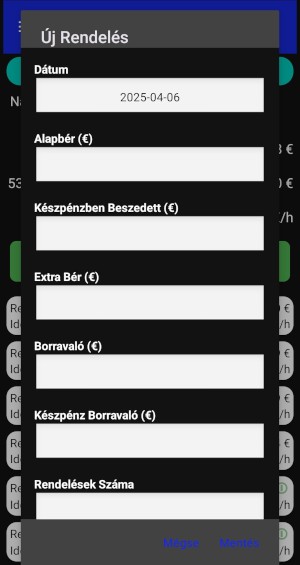 Új Rendelés
Dátum
2025-04-06
Alapbér (€)
Készpénzben Beszedett (€)
Extra Bér (€)
Borravaló (€)
Készpénz Borravaló (€)
Rendelések Száma
Mégse Mentés